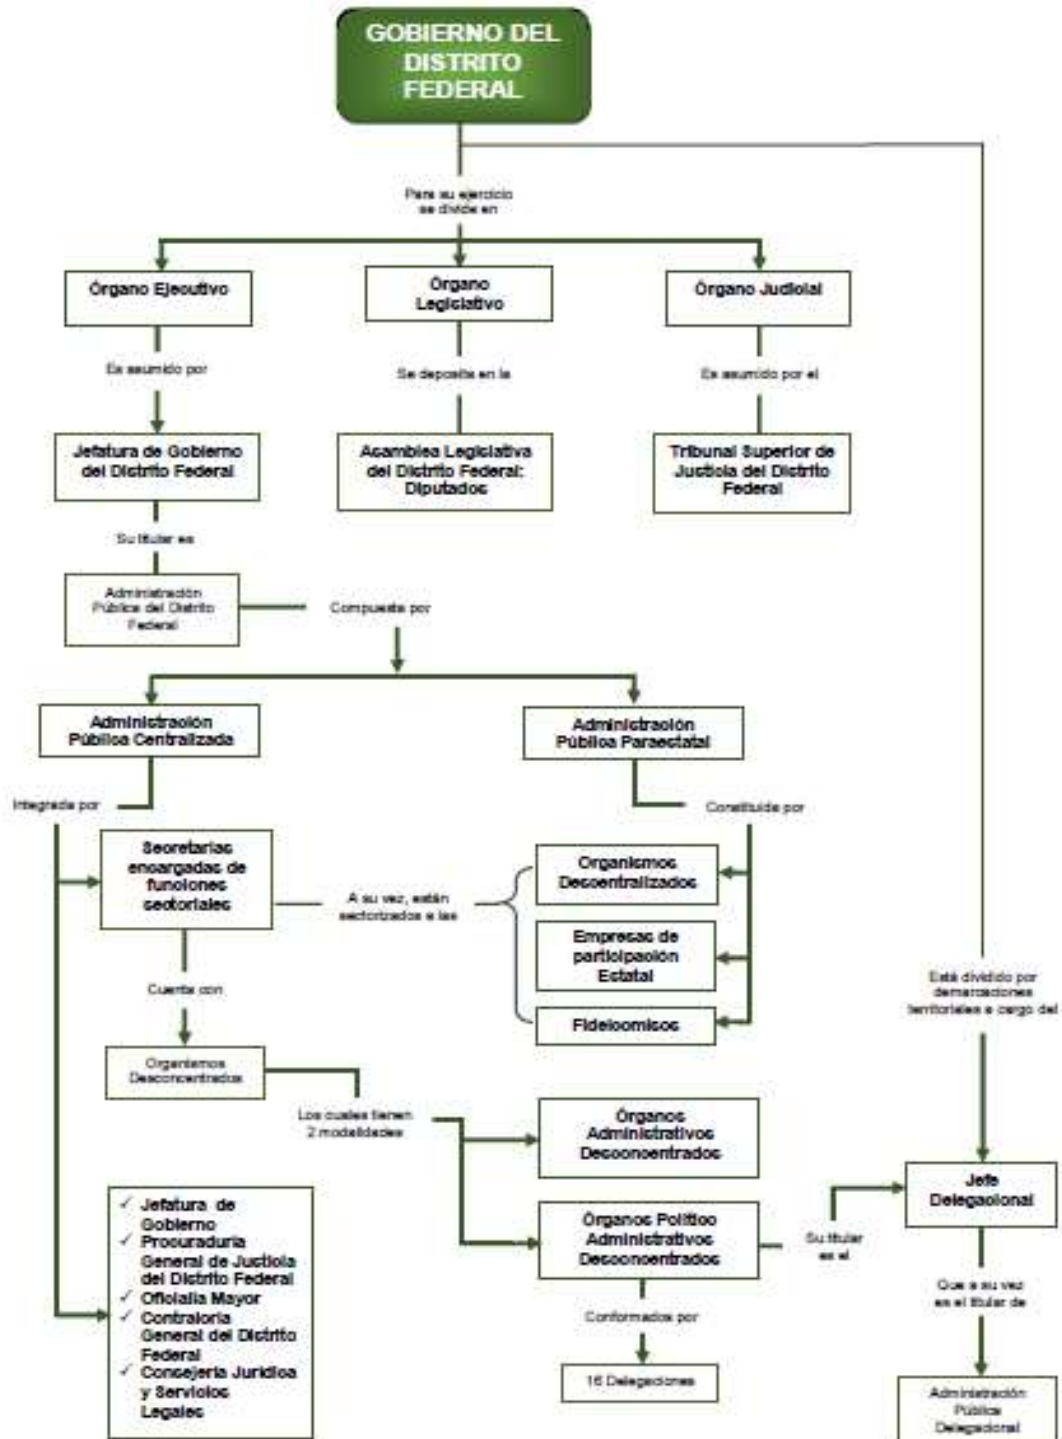 GOBIERNO DEL
DISTRITO
FEDERAL
Para su ejercicio
se divide en
Órgano Ejecutivo
Órgano
Legislativo
Órgano Judicial
Es asumido por
Se deposita en la
Es asumido por el
Jefatura de Gobierno
del Distrito Federal
Asamblea Legislativa
del Distrito Federal:
Diputados
Tribunal Superior de
Justicia del Distrito
Federal
Su titular es
Administración
Pública del Distrito
Federal
Compuesta por
Administración
Pública Centralizada
Administración
Pública Paraestatal
Integrada por
Constituida por
Secretarías
encargadas de
funciones
sectoriales
A su vez, están
sectorizados a las
Organismos
Descentralizados
Empresas de
participación
Estatal
Fideicomisos
Está dividido por
demarcaciones
territoriales a cargo del
Cuenta con
Organismos
Desconcentrados
Los cuales tienen
2 modalidades
Órganos
Administrativos
Desconcentrados
Órganos Político
Administrativos
Desconcentrados
Su titular
es el
Jefe
Delegacional
Que a su vez
es el titular de
Administración
Pública
Delegacional
Conformados por
16 Delegaciones
✓ Jefatura de
Gobierno
✓ Procuraduría
General de Justicia
del Distrito Federal
✓ Oficialía Mayor
✓ Contraloría
General del Distrito
Federal
✓ Consejería Jurídica
y Servicios
Legales